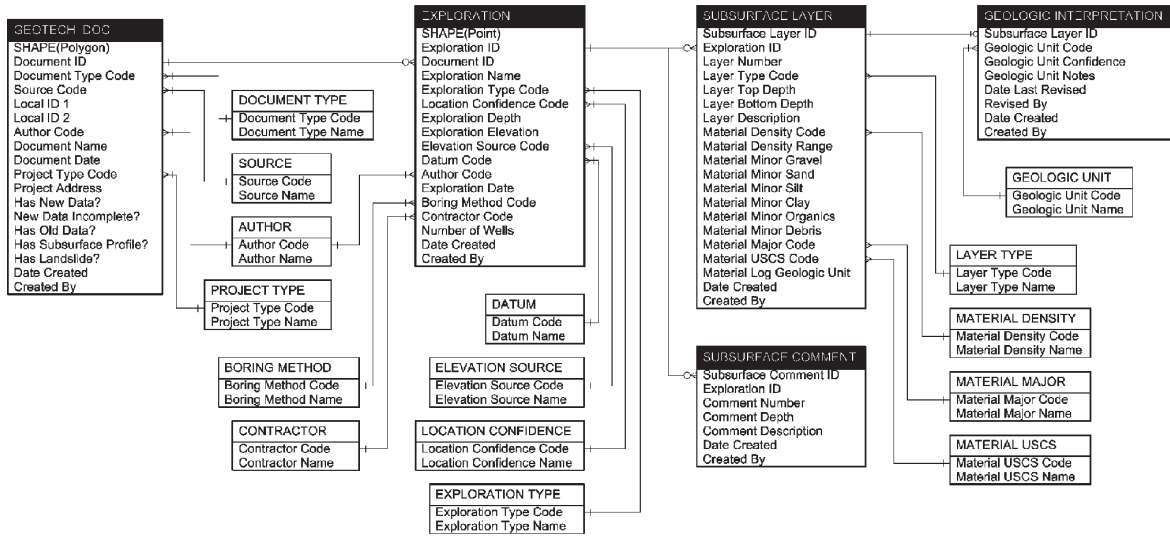 GEOTECH_DOC
SHAPE(Polygon)
Document ID
Document Type Code
Source Code
Local ID 1
Local ID 2
Author Code
Document Name
Document Date
Project Type Code
Project Address
Has New Data?
New Data Incomplete?
Has Old Data?
Has Subsurface Profile?
Has Landslide?
Date Created
Created By
DOCUMENT TYPE
Document Type Code
Document Type Name
SOURCE
Source Code
Source Name
AUTHOR
Author Code
Author Name
PROJECT TYPE
Project Type Code
Project Type Name
BORING METHOD
Boring Method Code
Boring Method Name
CONTRACTOR
Contractor Code
Contractor Name
EXPLORATION
SHAPE(Point)
Exploration ID
Document ID
Exploration Name
Exploration Type Code
Location Confidence Code
Exploration Depth
Exploration Elevation
Elevation Source Code
Datum Code
Author Code
Exploration Date
Boring Method Code
Contractor Code
Number of Wells
Date Created
Created By
DATUM
Datum Code
Datum Name
ELEVATION SOURCE
Elevation Source Code
Elevation Source Name
LOCATION CONFIDENCE
Location Confidence Code
Location Confidence Name
EXPLORATION TYPE
Exploration Type Code
Exploration Type Name
SUBSURFACE LAYER
Subsurface Layer ID
Exploration ID
Layer Number
Layer Type Code
Layer Top Depth
Layer Bottom Depth
Layer Description
Material Density Code
Material Density Range
Material Minor Gravel
Material Minor Sand
Material Minor Silt
Material Minor Clay
Material Minor Organics
Material Minor Debris
Material Major Code
Material USCS Code
Material Log Geologic Unit
Date Created
Created By
SUBSURFACE COMMENT
Subsurface Comment ID
Exploration ID
Comment Number
Comment Depth
Comment Description
Date Created
Created By
GEOLOGIC INTERPRETATION
Subsurface Layer ID
Geologic Unit Code
Geologic Unit Confidence
Geologic Unit Notes
Date Last Revised
Revised By
Date Created
Created By
GEOLOGIC UNIT
Geologic Unit Code
Geologic Unit Name
LAYER TYPE
Layer Type Code
Layer Type Name
MATERIAL DENSITY
Material Density Code
Material Density Name
MATERIAL MAJOR
Material Major Code
Material Major Name
MATERIAL USCS
Material USCS Code
Material USCS Name